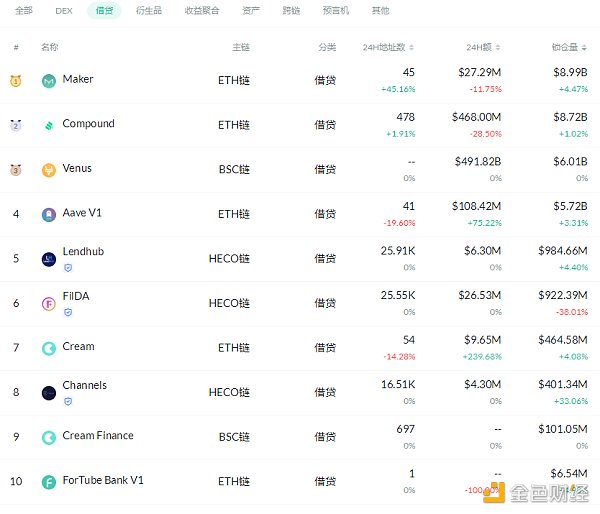 全部 DEX 借贷 衍生品 收益聚合 资产 跨链 预言机 其他
# 名称 主链 分类 24H地址数 24H额 锁仓量
1 Maker ETH链 借贷 45 $27.29M $8.99B
+45.16% -11.75% +4.47%
2 Compound ETH链 借贷 478 $468.00M $8.72B
+1.91% -28.50% +1.02%
3 Venus BSC链 借贷 -- $491.82B $6.01B
0% 0% 0%
4 Aave V1 ETH链 借贷 41 $108.42M $5.72B
-19.60% +75.22% +3.31%
5 Lendhub HECO链 借贷 25.91K $6.30M $984.66M
0% 0% +4.40%
6 FilDA HECO链 借贷 25.55K $26.53M $922.39M
0% 0% -38.01%
7 Cream ETH链 借贷 54 $9.65M $464.58M
-14.28% +239.68% +4.08%
8 Channels HECO链 借贷 16.51K $4.30M $401.34M
0% 0% +33.06%
9 Cream Finance BSC链 借贷 697 -- $101.05M
0% 0% 0%
10 ForTube Bank V1 ETH链 借贷 1 -- $6.54M
0% -100.00%
金色财经